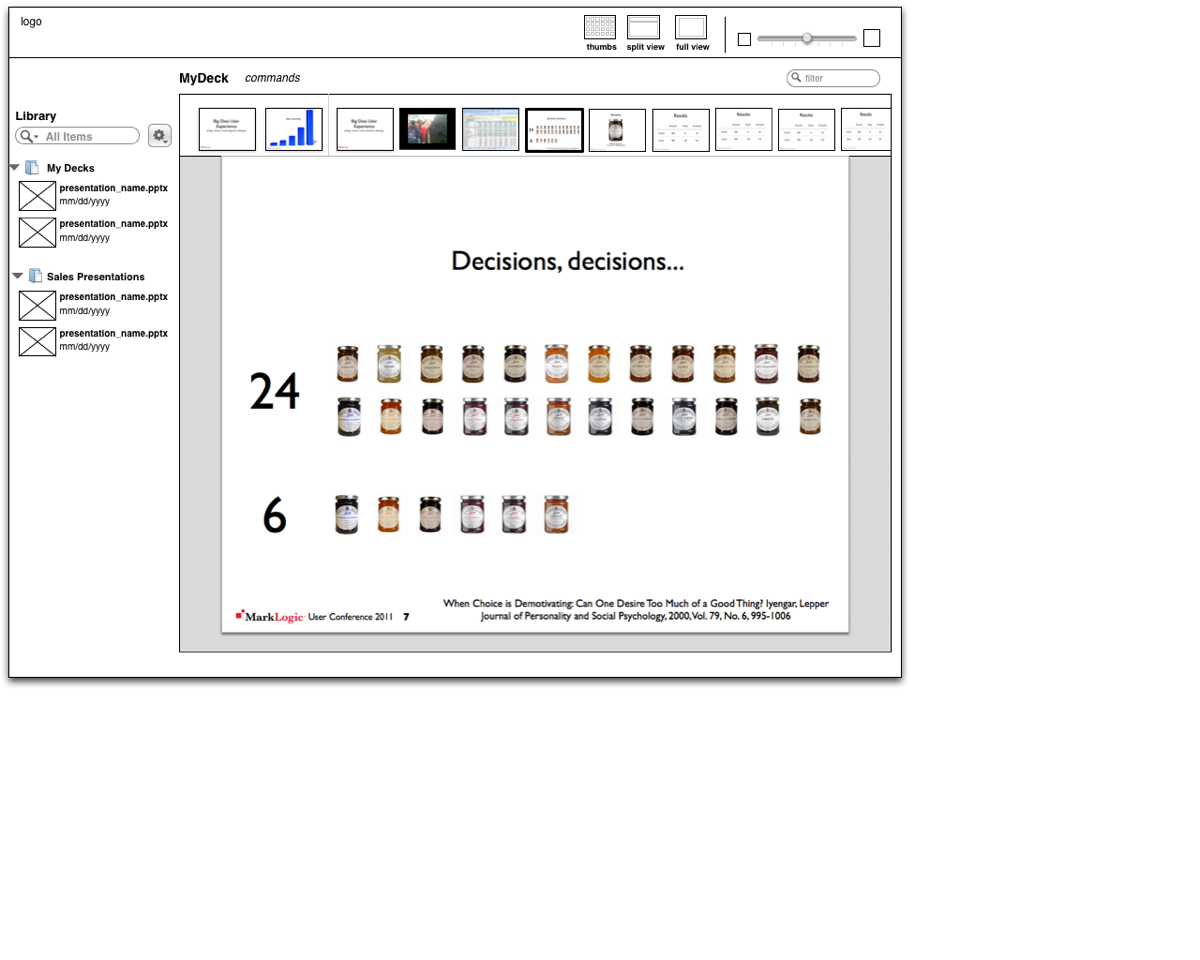 logo
thumbs split view full view
MyDeck commands
filter
Library
All Items
My Decks
presentation_name.pptx
mm/dd/yyyy
presentation_name.pptx
mm/dd/yyyy
Sales Presentations
presentation_name.pptx
mm/dd/yyyy
presentation_name.pptx
mm/dd/yyyy
Big Data User
Experience
Big Data User
Experience
Decisions, decisions...
Results
Results
Results
Results
Decisions, decisions...
24
6
When Choice is Demotivating: Can One Desire Too Much of a Good Thing? Iyengar, Lepper
Journal of Personality and Social Psychology, 2000, Vol. 79, No. 6, 995-1006
MarkLogic User Conference 2011 7